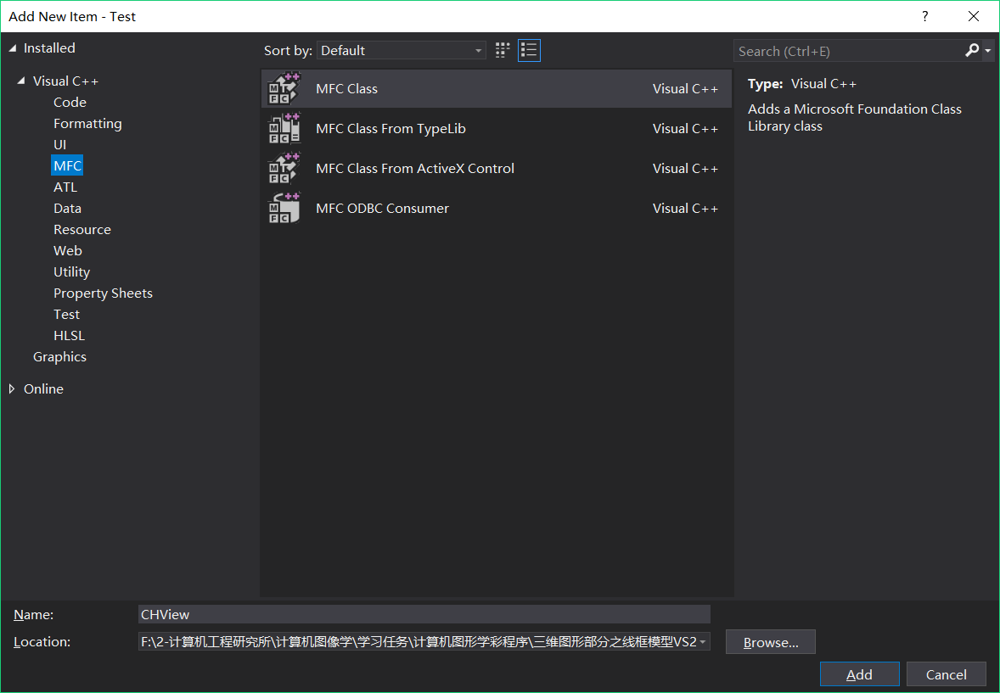 Add New Item - Test
?
Installed
Visual C++
Code
Formatting
UI
MFC
ATL
Data
Resource
Web
Utility
Property Sheets
Test
HLSL
Graphics
Online
Sort by: Default
MFC Class Visual C++
MFC Class From TypeLib Visual C++
MFC Class From ActiveX Control Visual C++
MFC ODBC Consumer Visual C++
Search (Ctrl+E)
Type: Visual C++
Adds a Microsoft Foundation Class
Library class
Name: CHView
Location: F:\2-计算机工程研究所\计算机图像学\学习任务\计算机图形学彩程序\三维图形部分之线框模型VS2
Browse...
Add Cancel